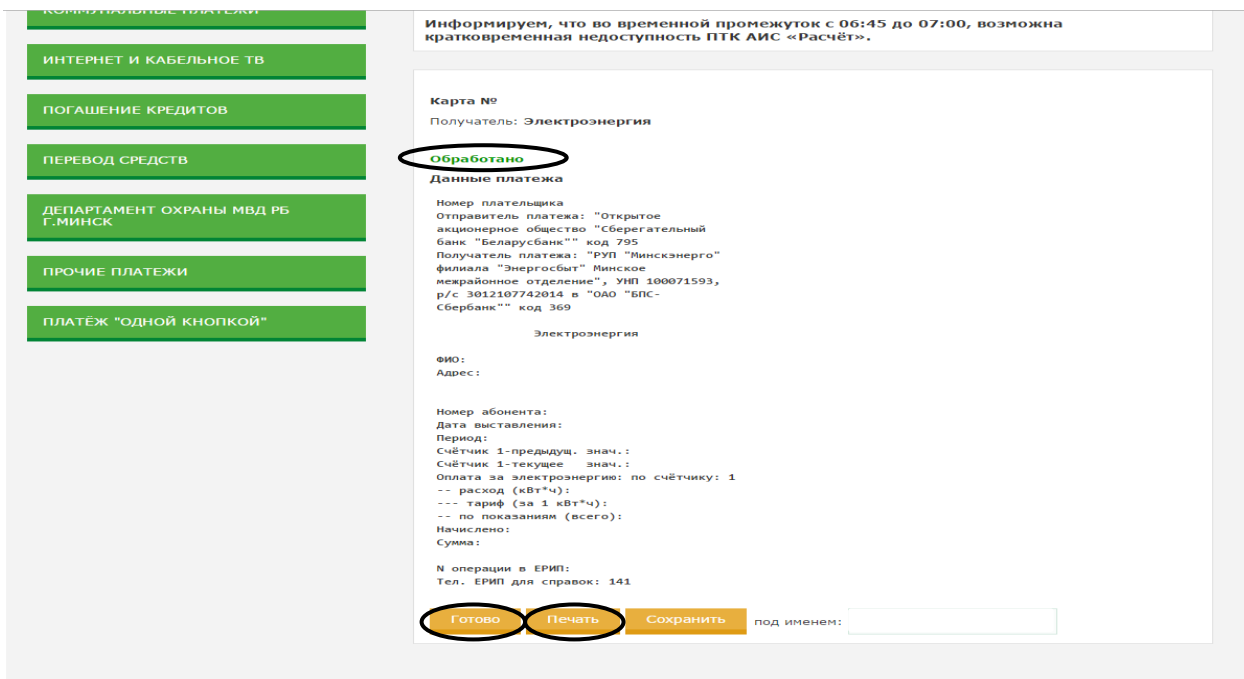 КОММУНАЛЬНЫЕ ПЛАТЕЖИ
ИНТЕРНЕТ И КАБЕЛЬНОЕ ТВ
ПОГАШЕНИЕ КРЕДИТОВ
ПЕРЕВОД СРЕДСТВ
ДЕПАРТАМЕНТ ОХРАНЫ МВД РБ
Г.МИНСК
ПРОЧИЕ ПЛАТЕЖИ
ПЛАТЁЖ "ОДНОЙ КНОПКОЙ"
Информируем, что во временной промежуток с 06:45 до 07:00, возможна
кратковременная недоступность ПТК АИС «Расчёт».
Карта №
Получатель: Электроэнергия
Обработано
Данные платежа
Номер плательщика
Отправитель платежа: "Открытое
акционерное общество "Сберегательный
банк "Беларусбанк"" код 795
Получатель платежа: "РУП "Минскэнерго"
филиала "Энергосбыт" Минское
межрайонное отделение", УНП 100071593,
р/с 3012107742014 в "ОАО "БПС-
Сбербанк"" код 369
Электроэнергия
ФИО:
Адрес:
Номер абонента:
Дата выставления:
Период:
Счётчик 1-предыдущ. знач.:
Счётчик 1-текущее знач.:
Оплата за электроэнергию: по счётчику: 1
-- расход (кВт*ч):
--- тариф (за 1 кВт*ч):
-- по показаниям (всего):
Начислено:
Сумма:
N операции в ЕРИП:
Тел. ЕРИП для справок: 141
Готово Печать Сохранить под именем: